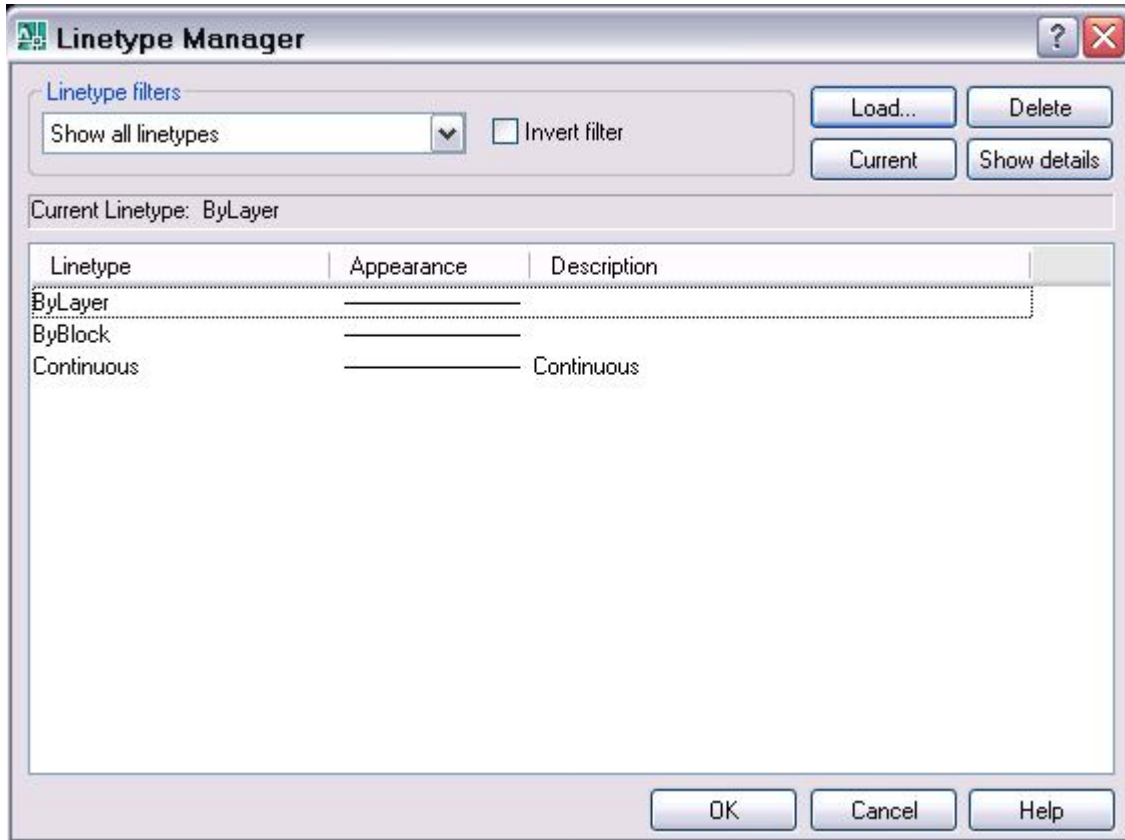 Linetype Manager
Linetype filters
Show all linetypes
Invert filter
Load...
Delete
Current
Show details
Current Linetype: ByLayer
Linetype Appearance Description
ByLayer
ByBlock
Continuous Continuous
OK Cancel Help